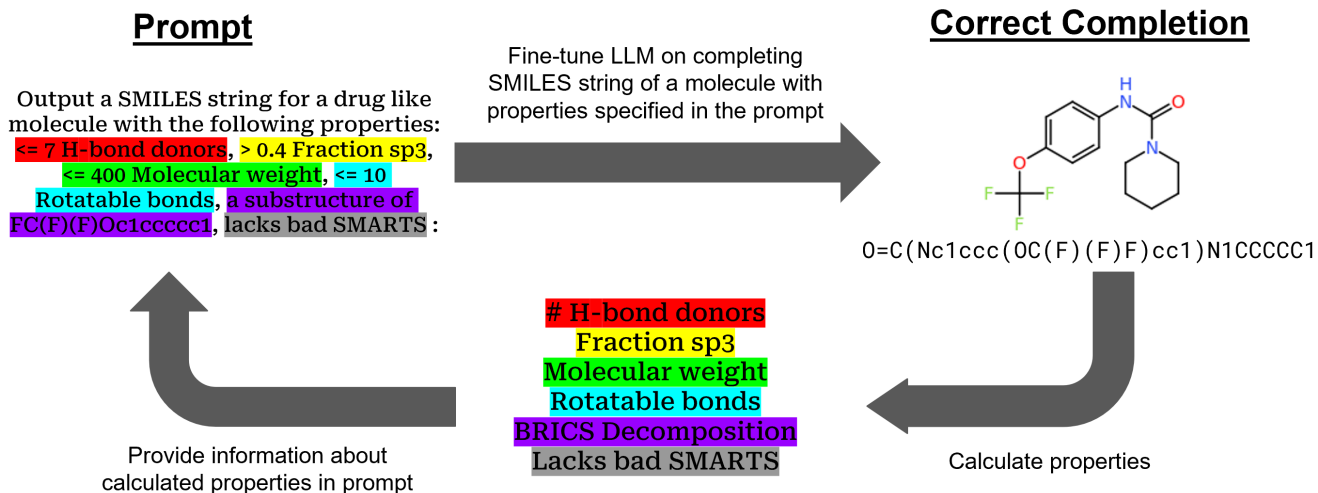 Prompt
Output a SMILES string for a drug like
molecule with the following properties:
<= 7 H-bond donors, > 0.4 Fraction sp3,
<= 400 Molecular weight, <= 10
Rotatable bonds, a substructure of
FC(F)(F)Oc1ccccc1, lacks bad SMARTS :
Fine-tune LLM on completing
SMILES string of a molecule with
properties specified in the prompt
Correct Completion
H
N
O
N
O
F
F
F
O=C(Nc1ccc(OC(F)(F)F)cc1)N1CCCCC1
# H-bond donors
Fraction sp3
Molecular weight
Rotatable bonds
BRICS Decomposition
Lacks bad SMARTS
Calculate properties
Provide information about
calculated properties in prompt